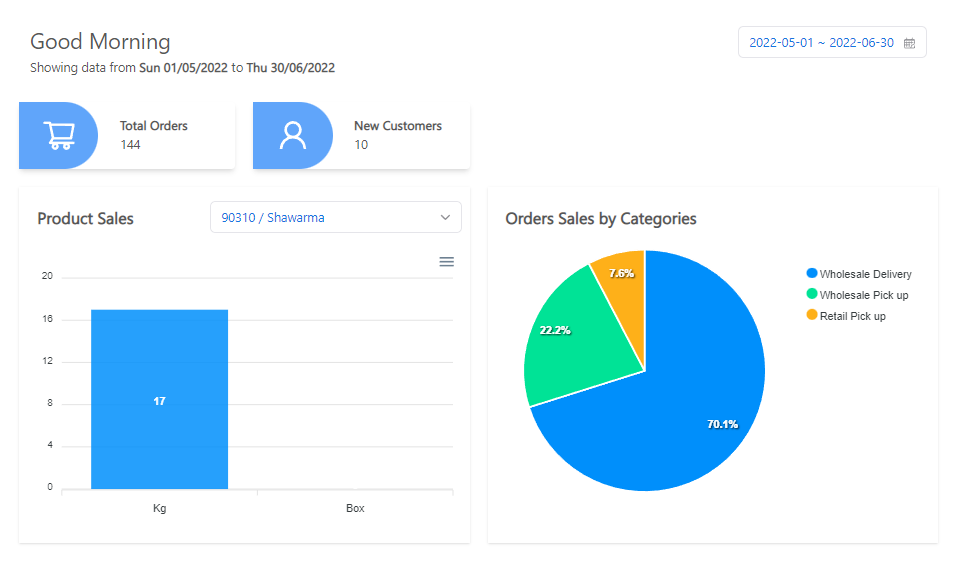 Good Morning
Showing data from Sun 01/05/2022 to Thu 30/06/2022
2022-05-01 ~ 2022-06-30
Total Orders
144
New Customers
10
Product Sales
90310 / Shawarma
20
16
12
8
4
0
17
Kg
Box
Orders Sales by Categories
7.6%
22.2%
70.1%
Wholesale Delivery
Wholesale Pick up
Retail Pick up